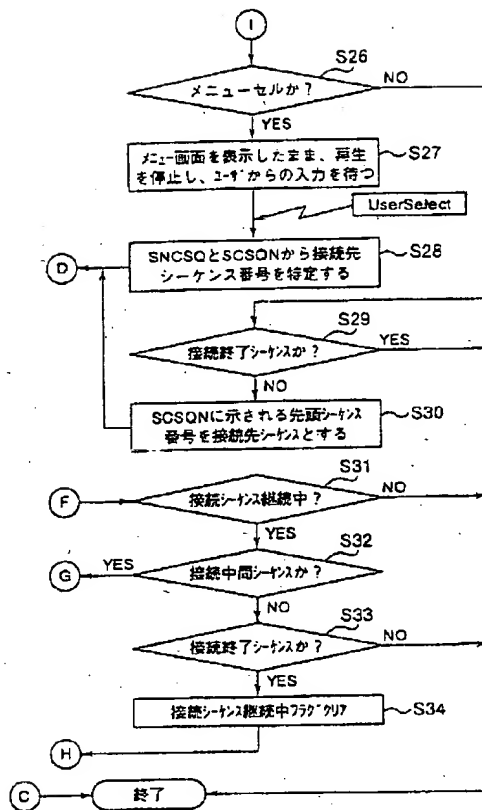 I
S26
メニューセルか?
NO
YES
メニュー画面を表示したまま、再生
を停止し、ユーザからの入力を待つ
S27
UserSelect
SNCSQとSCSQNから接続先
シーケンス番号を特定する
S28
D
S29
接続終了シーケンスか?
YES
NO
SCSQNに示される先頭シーケンス
番号を接続先シーケンスとする
S30
S31
F
接続シーケンス継続中?
NO
YES
S32
G
YES
接続中間シーケンスか?
NO
S33
接続終了シーケンスか?
NO
YES
接続シーケンス継続中フラグクリア
S34
H
C
終了